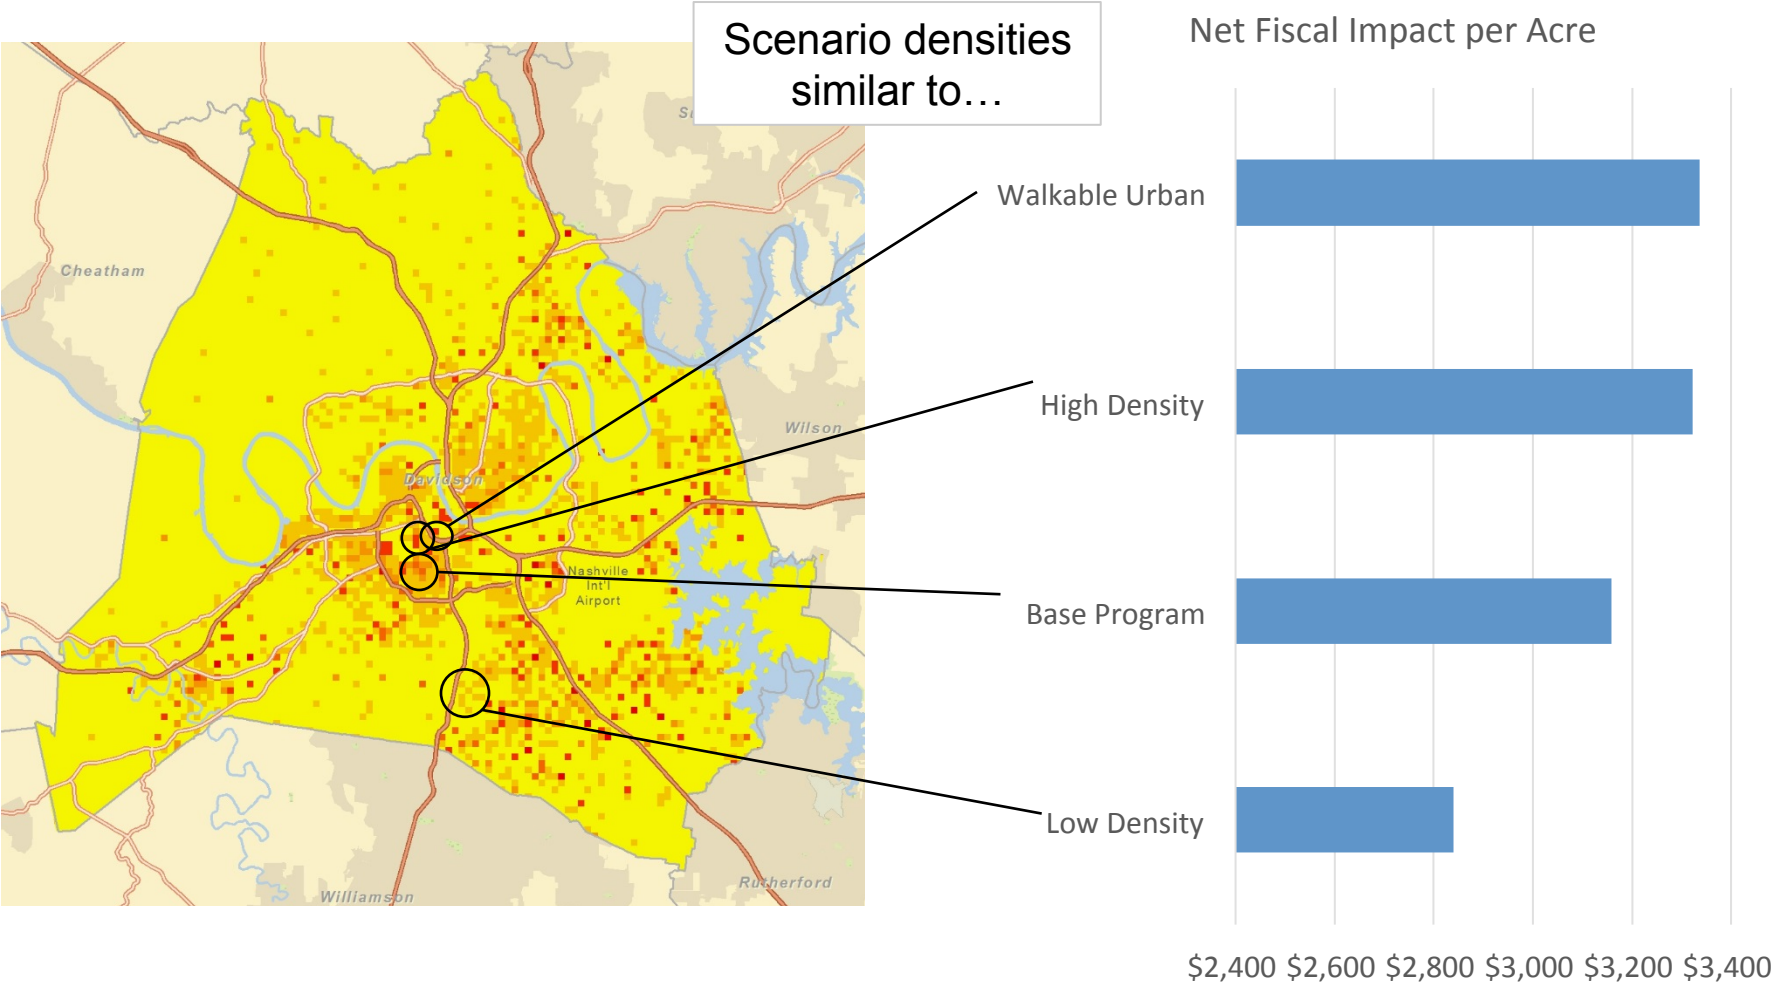 Scenario densities
similar to…
Net Fiscal Impact per Acre
Cheatham
Wilson
Davidson
Nashville
Int'l
Airport
Williamson
Rutherford
Walkable Urban
High Density
Base Program
Low Density
$2,400 $2,600 $2,800 $3,000 $3,200 $3,400